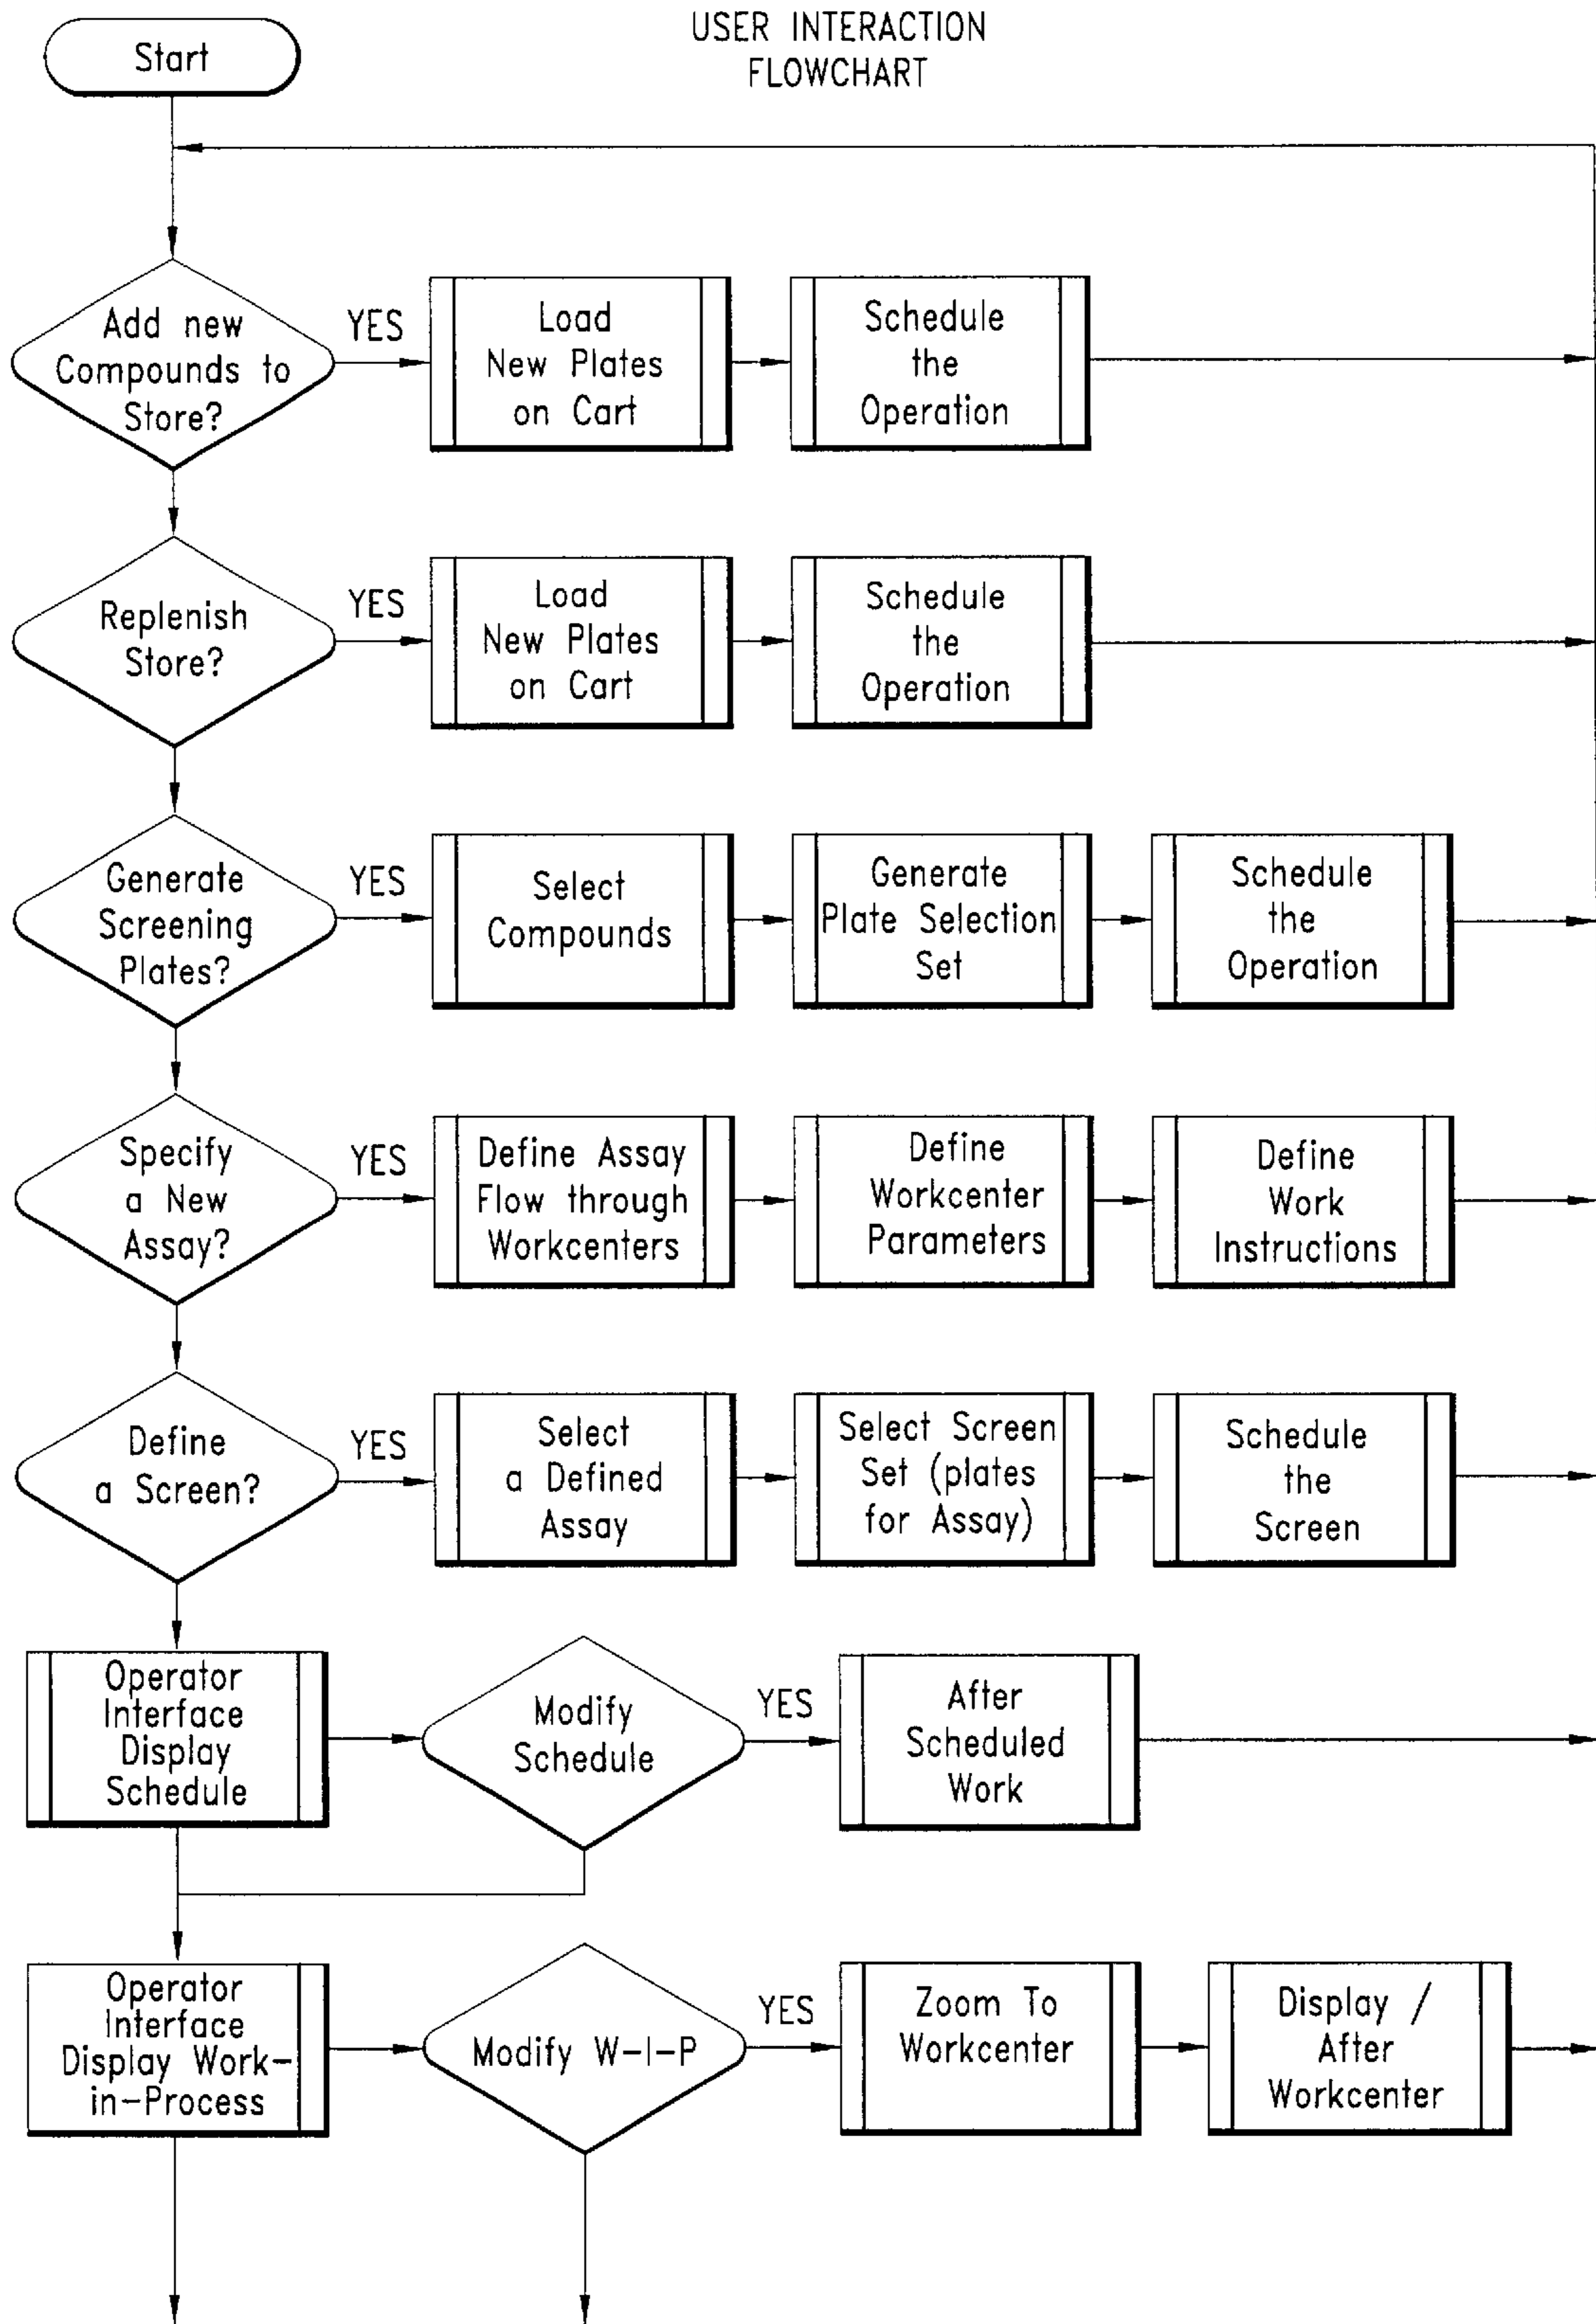 USER INTERACTION
FLOWCHART
Start
Add new
Compounds to
Store?
YES
Load
New Plates
on Cart
Schedule
the
Operation
Replenish
Store?
YES
Load
New Plates
on Cart
Schedule
the
Operation
Generate
Screening
Plates?
YES
Select
Compounds
Generate
Plate Selection
Set
Schedule
the
Operation
Specify
a New
Assay?
YES
Define Assay
Flow through
Workcenters
Define
Workcenter
Parameters
Define
Work
Instructions
Define
a Screen?
YES
Select
a Defined
Assay
Select Screen
Set (plates
for Assay)
Schedule
the
Screen
Operator
Interface
Display
Schedule
Modify
Schedule
YES
After
Scheduled
Work
Operator
Interface
Display Work-
in-Process
Modify W-I-P
YES
Zoom To
Workcenter
Display /
After
Workcenter